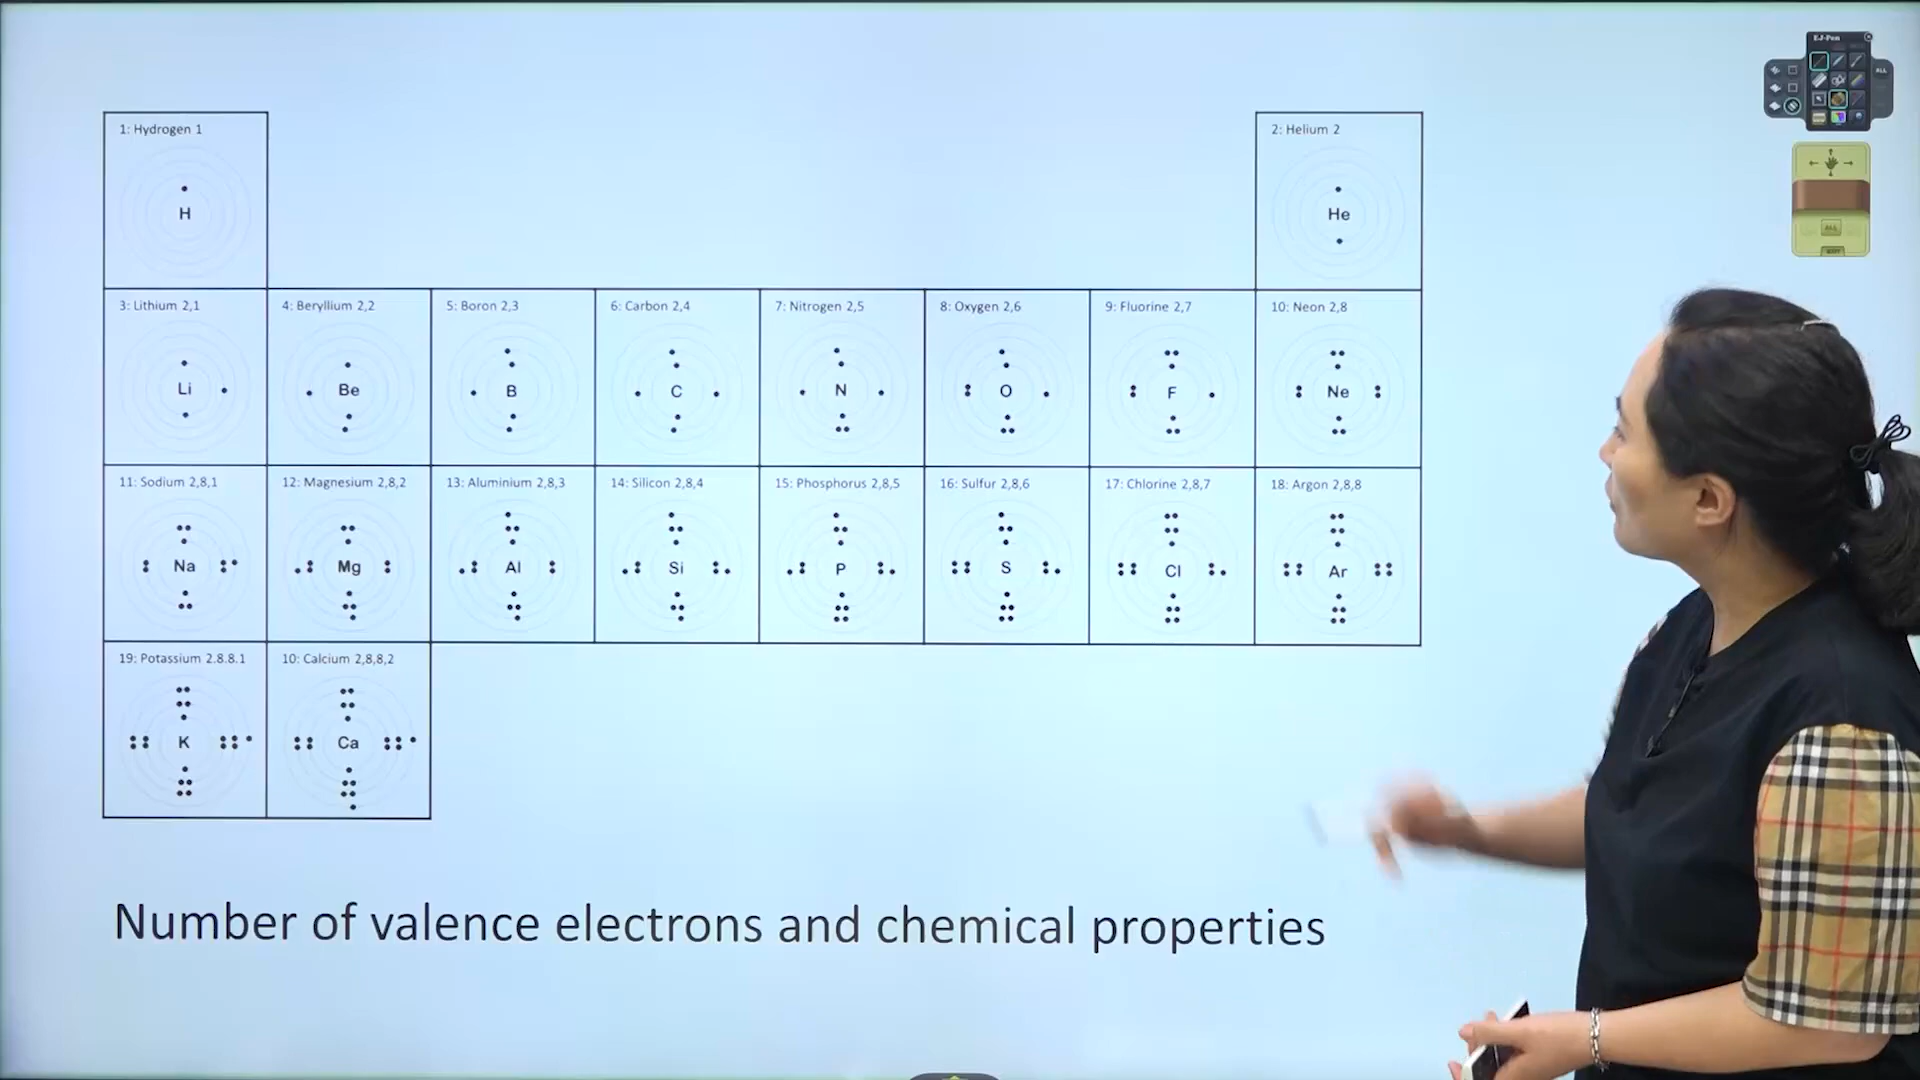 EJ-Pen
ALL
ALL
1: Hydrogen 1
H
2: Helium 2
He
3: Lithium 2,1
Li
4: Beryllium 2,2
Be
5: Boron 2,3
B
6: Carbon 2,4
C
7: Nitrogen 2,5
N
8: Oxygen 2,6
O
9: Fluorine 2,7
F
10: Neon 2,8
Ne
11: Sodium 2,8,1
Na
12: Magnesium 2,8,2
Mg
13: Aluminium 2,8,3
Al
14: Silicon 2,8,4
Si
15: Phosphorus 2,8,5
P
16: Sulfur 2,8,6
S
17: Chlorine 2,8,7
Cl
18: Argon 2,8,8
Ar
19: Potassium 2.8.8.1
K
10: Calcium 2,8,8,2
Ca
Number of valence electrons and chemical properties